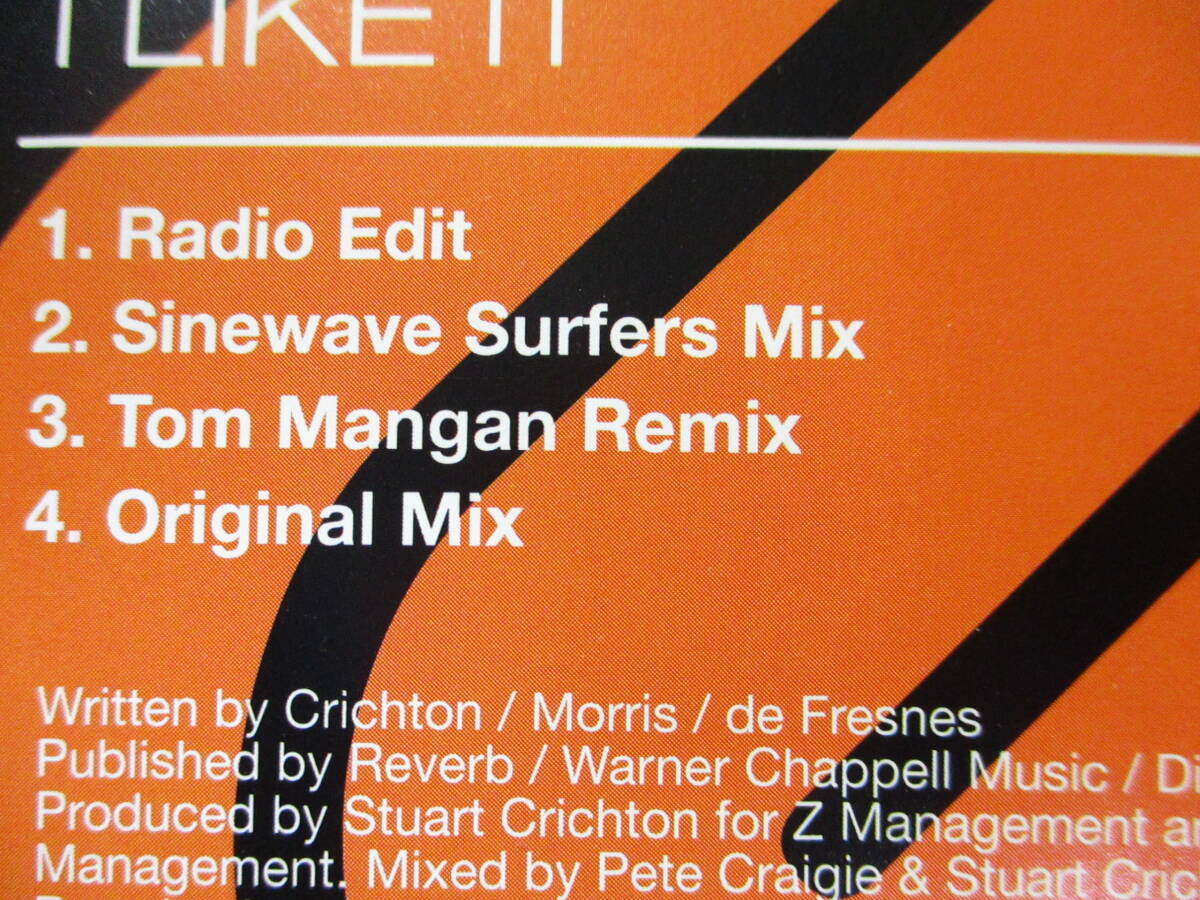 I LIKE IT
1. Radio Edit
2. Sinewave Surfers Mix
3. Tom Mangan Remix
4. Original Mix
Written by Crichton / Morris / de Fresnes
Published by Reverb / Warner Chappell Music /
Produced by Stuart Crichton for Z Management
Management. Mixed by Pete Craigie & Stuart